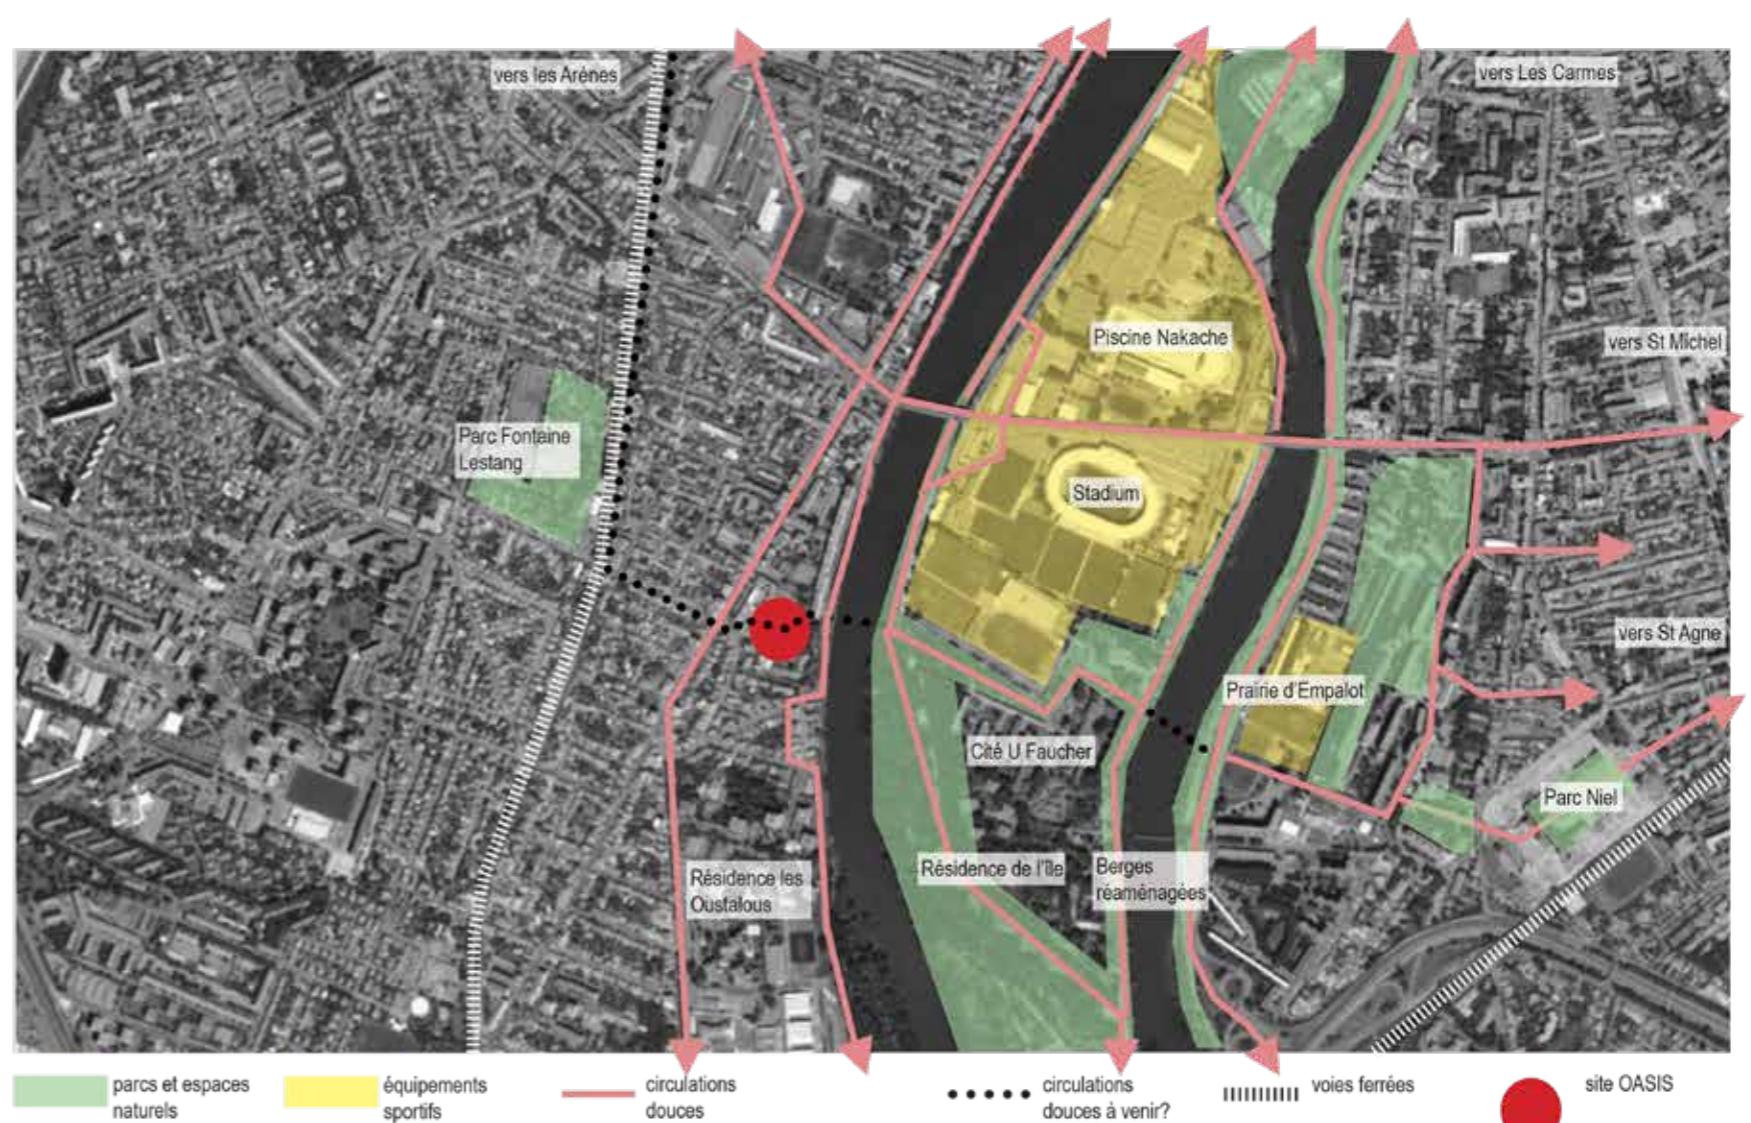 vers les Arénes
vers Les Carmes
Piscine Nakache
vers St Michel
Parc Fontaine
Lestang
Stadium
vers St Agne
Prairie d'Empalot
Cité U Faucher
Parc Niel
Résidence de l'île
Berges
réaménagées
Résidence les
Oustalous
parcs et espaces
naturels
équipements
sportifs
circulations
douces
circulations
douces à venir?
voies ferrées
site OASIS